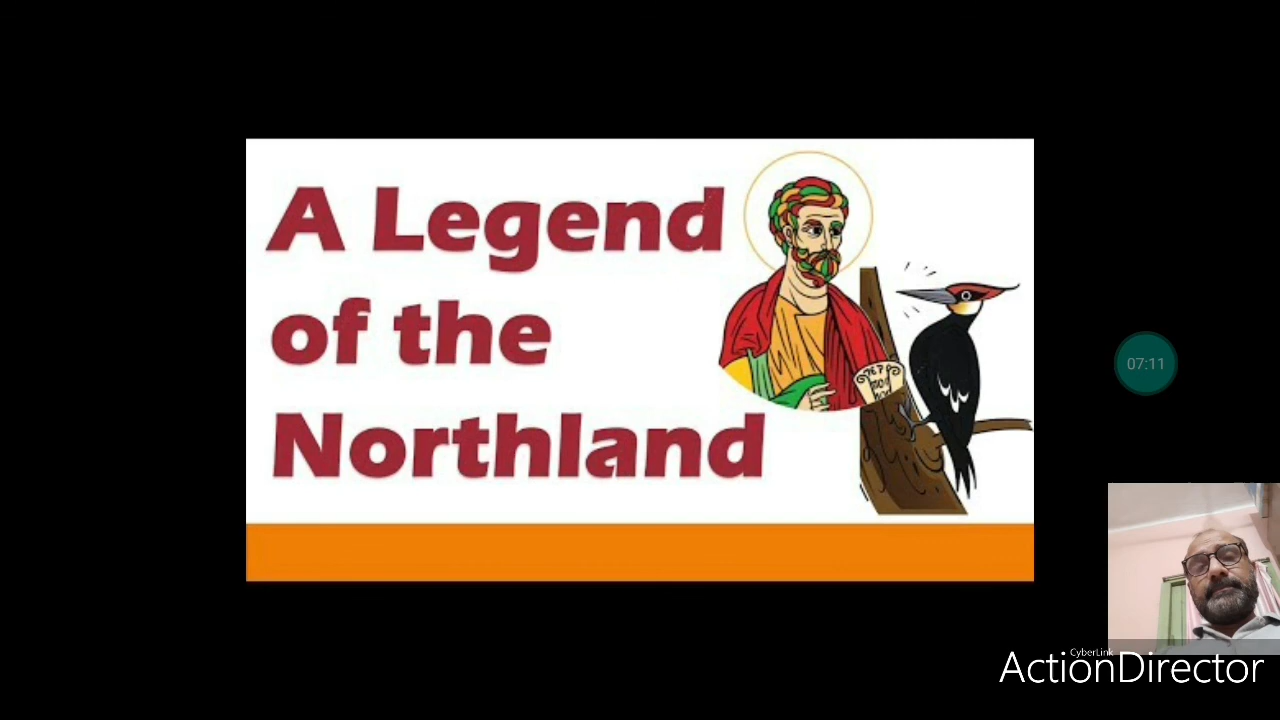 A Legend
of the
Northland
07:11
CyberLink
ActionDirector